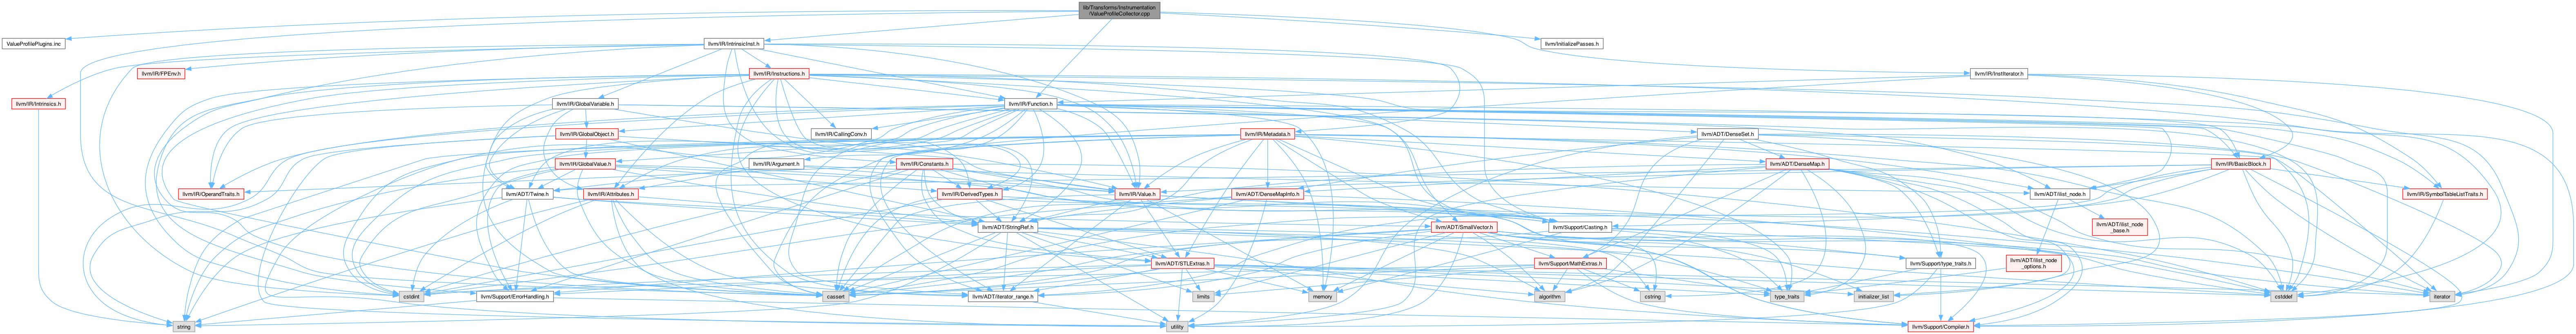 lib/Transforms/Instrumentation
/ValueProfileCollector.cpp
ValueProfilePlugins.inc
llvm/IR/IntrinsicInst.h
llvm/InitializePasses.h
llvm/IR/FPEnv.h
llvm/IR/Instructions.h
llvm/IR/InstIterator.h
llvm/IR/Intrinsics.h
llvm/IR/GlobalVariable.h
llvm/IR/Function.h
llvm/IR/GlobalObject.h
llvm/IR/CallingConv.h
llvm/IR/Metadata.h
llvm/ADT/DenseSet.h
llvm/IR/GlobalValue.h
llvm/IR/Argument.h
llvm/IR/Constants.h
llvm/ADT/DenseMap.h
llvm/IR/BasicBlock.h
llvm/IR/OperandTraits.h
llvm/ADT/Twine.h
llvm/IR/Attributes.h
llvm/IR/DerivedTypes.h
llvm/IR/Value.h
llvm/ADT/DenseMapInfo.h
llvm/ADT/ilist_node.h
llvm/IR/SymbolTableListTraits.h
llvm/ADT/StringRef.h
llvm/ADT/SmallVector.h
llvm/Support/Casting.h
llvm/ADT/ilist_node
_base.h
llvm/ADT/STLExtras.h
llvm/Support/MathExtras.h
llvm/Support/type_traits.h
llvm/ADT/ilist_node
_options.h
cstdint
llvm/Support/ErrorHandling.h
cassert
llvm/ADT/iterator_range.h
limits
memory
algorithm
cstring
type_traits
initializer_list
cstddef
iterator
string
utility
llvm/Support/Compiler.h